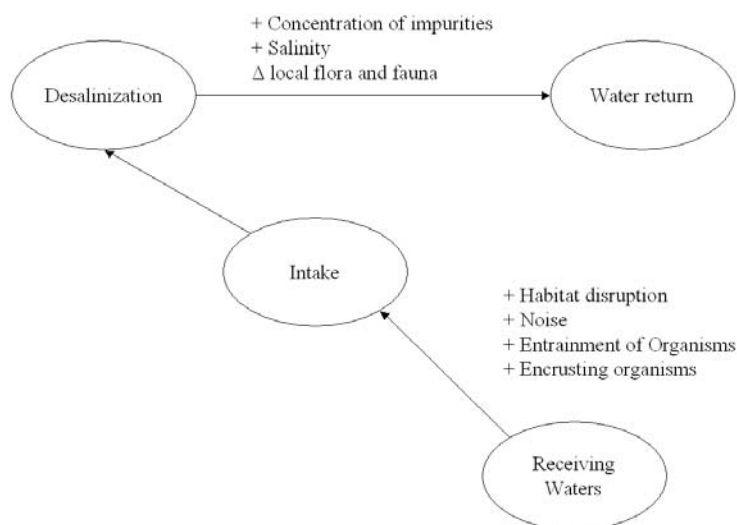 + Concentration of impurities
+ Salinity
Δ local flora and fauna
Desalinization
Water return
Intake
+ Habitat disruption
+ Noise
+ Entrainment of Organisms
+ Encrusting organisms
Receiving
Waters